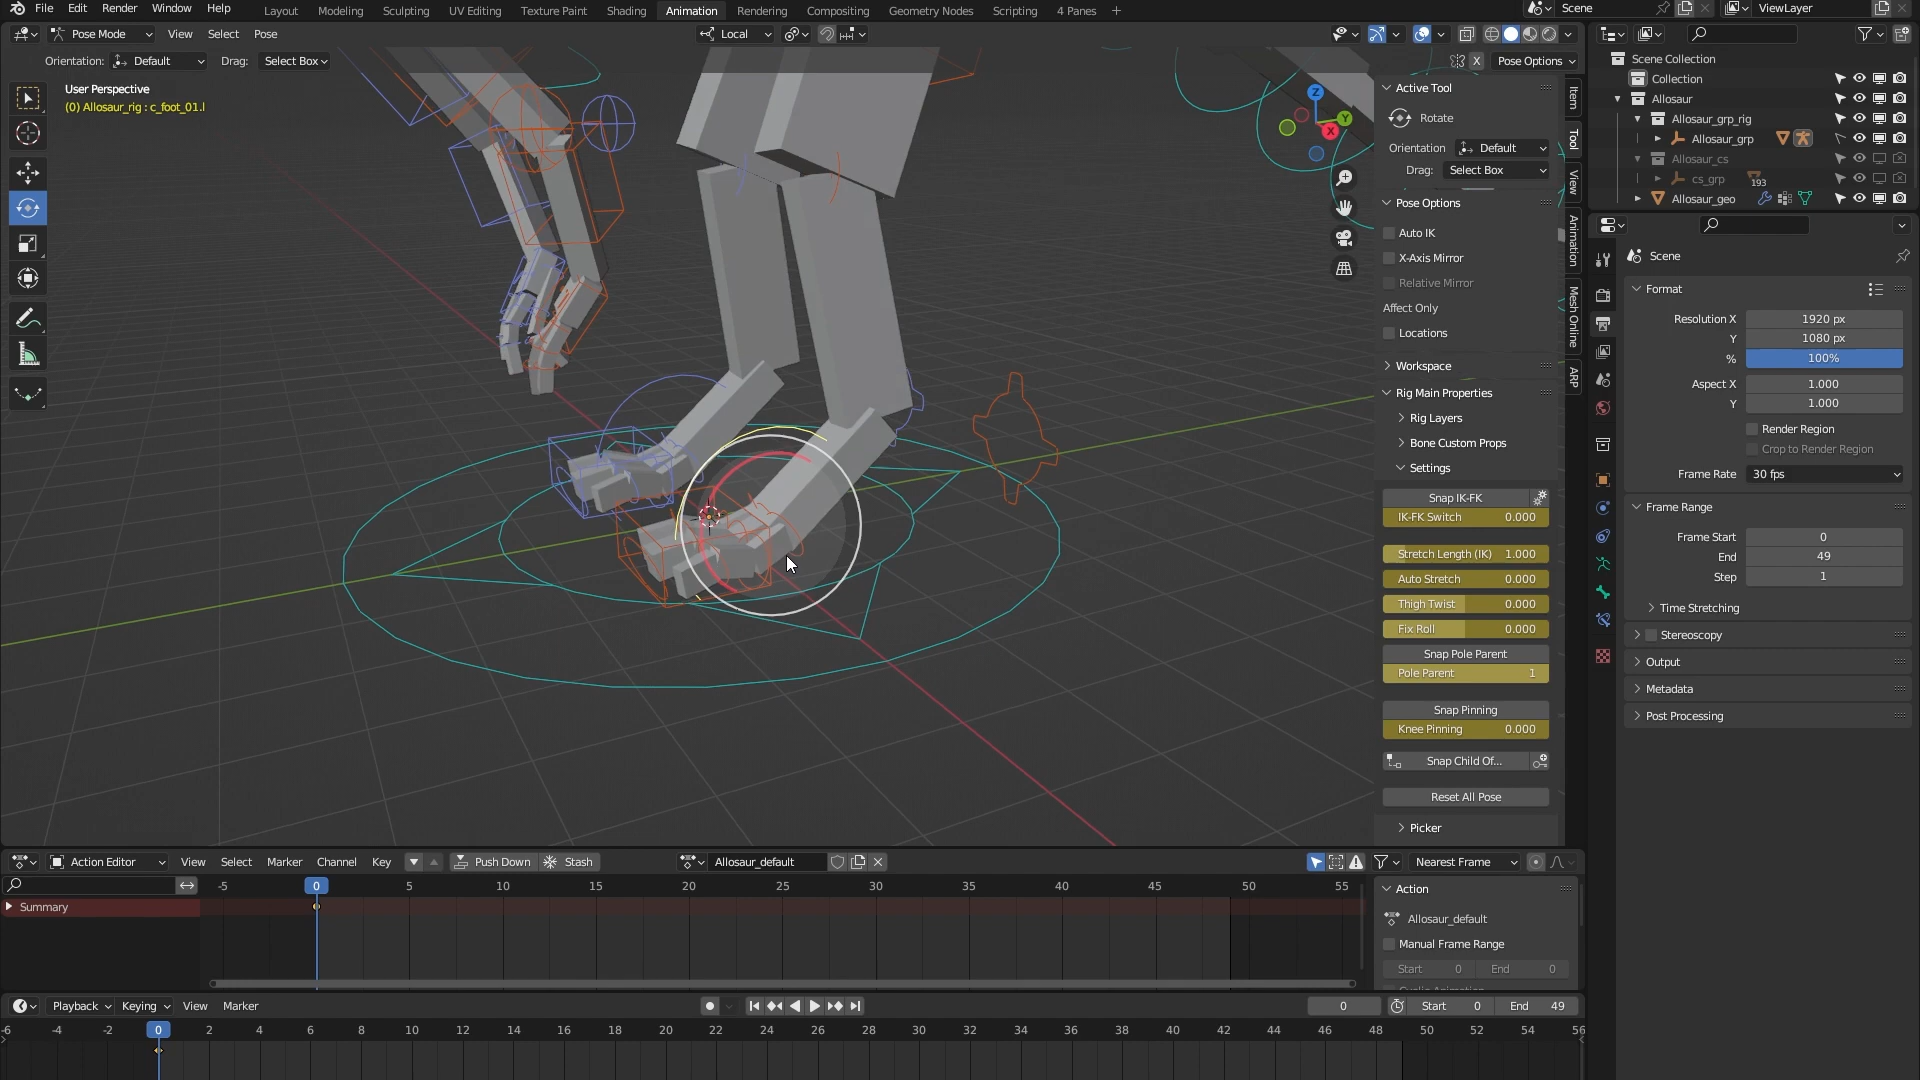 File Edit Render Window Help Layout Modeling Sculpting UV Editing Texture Paint Shading Animation Rendering Compositing Geometry Nodes Scripting 4 Panes + Scene ViewLayer
Pose Mode View Select Pose Local
Orientation: Default Drag: Select Box X Pose Options
User Perspective
(0) Allosaur_rig : c_foot_01.l
Z
Y
X
Active Tool
Rotate
Orientation Default
Drag: Select Box
Pose Options
Auto IK
X-Axis Mirror
Relative Mirror
Affect Only
Locations
Workspace
Rig Main Properties
Rig Layers
Bone Custom Props
Settings
Snap IK-FK
IK-FK Switch 0.000
Stretch Length (IK) 1.000
Auto Stretch 0.000
Thigh Twist 0.000
Fix Roll 0.000
Snap Pole Parent
Pole Parent 1
Snap Pinning
Knee Pinning 0.000
Snap Child Of...
Reset All Pose
Picker
Item
Tool
View
Animation
Mesh Online
ARP
Scene Collection
Collection
Allosaur
Allosaur_grp_rig
Allosaur_grp
Allosaur_cs
cs_grp 193
Allosaur_geo
Scene
Format
Resolution X 1920 px
Y 1080 px
% 100%
Aspect X 1.000
Y 1.000
Render Region
Crop to Render Region
Frame Rate 30 fps
Frame Range
Frame Start 0
End 49
Step 1
Time Stretching
Stereoscopy
Output
Metadata
Post Processing
Action Editor View Select Marker Channel Key Push Down Stash Allosaur_default Nearest Frame
-5 0 5 10 15 20 25 30 35 40 45 50 55
Summary
Action
Allosaur_default
Manual Frame Range
Start 0 End 0
Playback Keying View Marker 0 Start 0 End 49
-6 -4 -2 0 2 4 6 8 10 12 14 16 18 20 22 24 26 28 30 32 34 36 38 40 42 44 46 48 50 52 54 56